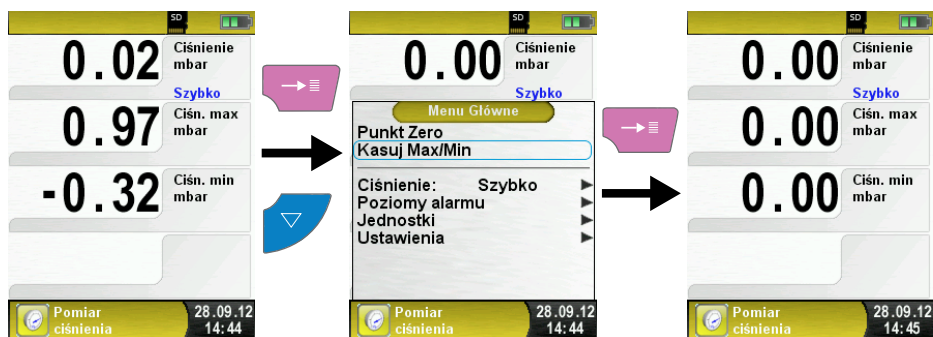 SD
0.02 Ciśnienie
mbar
Szybko
0.97 Ciśn. max
mbar
-0.32 Ciśn. min
mbar
Pomiar 28.09.12
ciśnienia 14:44
SD
0.00 Ciśnienie
mbar
Szybko
Menu Główne
Punkt Zero
Kasuj Max/Min
Ciśnienie: Szybko
Poziomy alarmu
Jednostki
Ustawienia
Pomiar 28.09.12
ciśnienia 14:44
SD
0.00 Ciśnienie
mbar
Szybko
0.00 Ciśn. max
mbar
0.00 Ciśn. min
mbar
Pomiar 28.09.12
ciśnienia 14:45